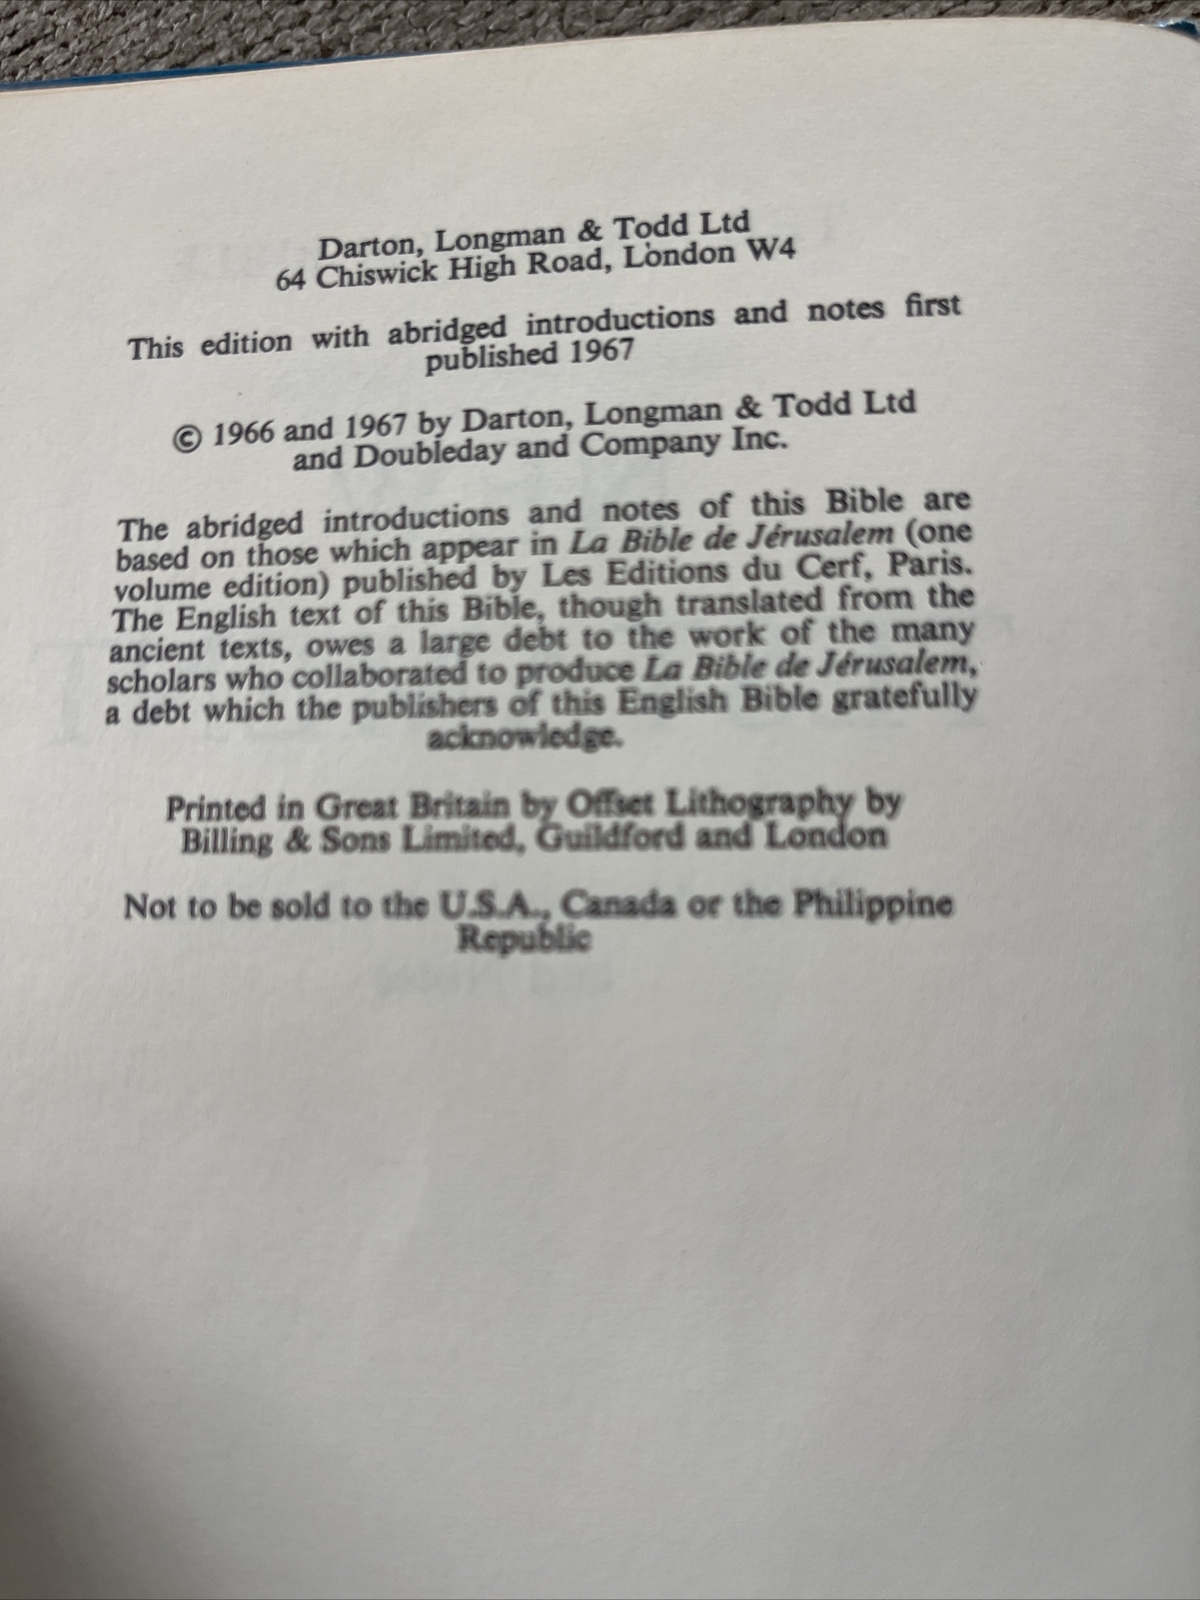 Darton, Longman & Todd Ltd
64 Chiswick High Road, London W4
This edition with abridged introductions and notes first
published 1967
© 1966 and 1967 by Darton, Longman & Todd Ltd
and Doubleday and Company Inc.
The abridged introductions and notes of this Bible are
based on those which appear in La Bible de Jérusalem (one
volume edition) published by Les Editions du Cerf, Paris.
The English text of this Bible, though translated from the
ancient texts, owes a large debt to the work of the many
scholars who collaborated to produce La Bible de Jérusalem,
a debt which the publishers of this English Bible gratefully
acknowledge.
Printed in Great Britain by Offset Lithography by
Billing & Sons Limited, Guildford and London
Not to be sold to the U.S.A., Canada or the Philippine
Republic